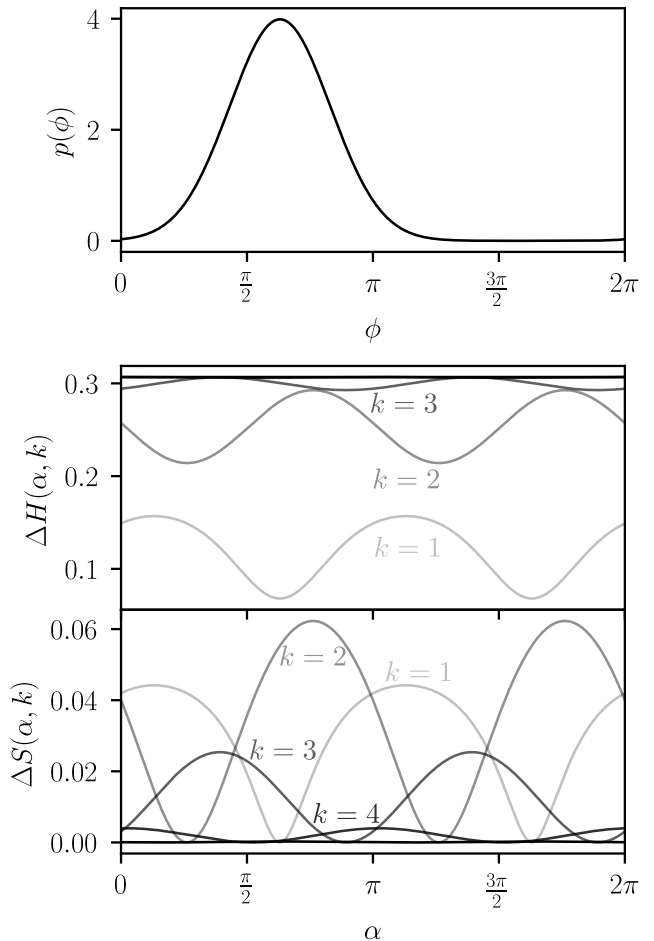 4
2
0
p(ϕ)
0 π/2 π 3π/2 2π
ϕ
0.3
0.2
0.1
ΔH(α, k)
k = 3
k = 2
k = 1
0.06
0.04
0.02
0.00
ΔS(α, k)
k = 2
k = 1
k = 3
k = 4
0 π/2 π 3π/2 2π
α